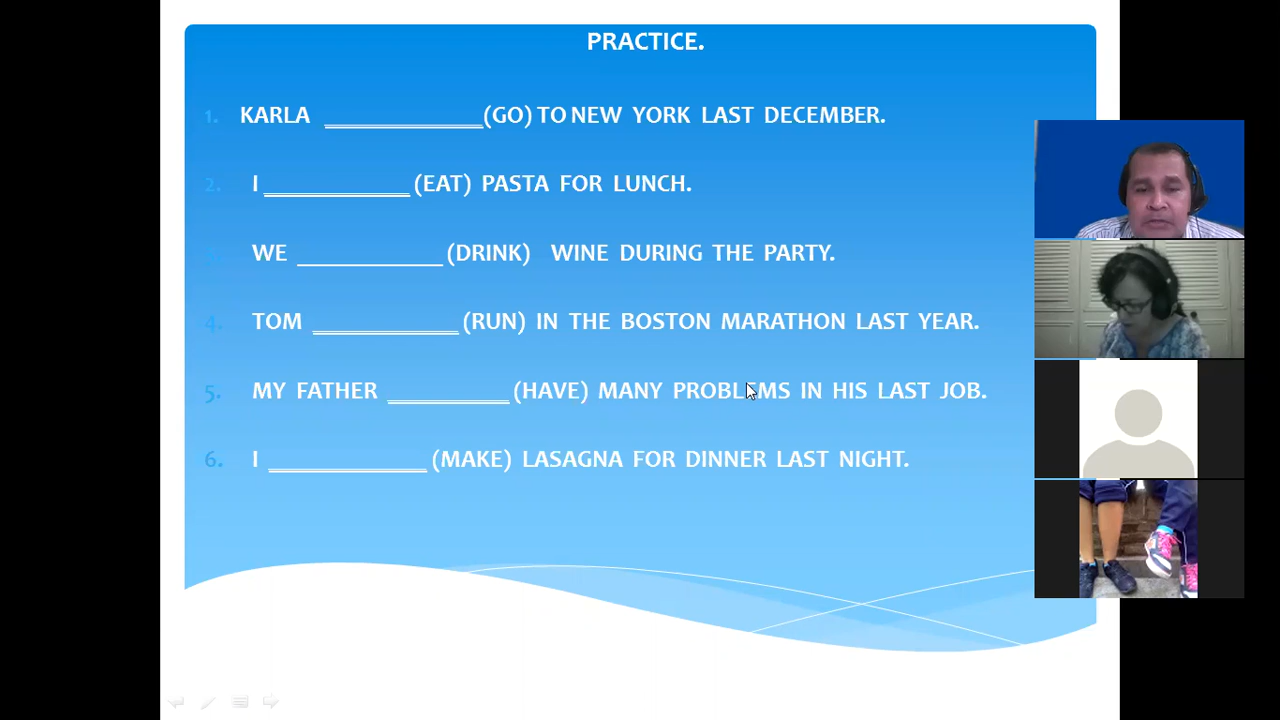 PRACTICE.
1. KARLA ____________(GO) TO NEW YORK LAST DECEMBER.
2. I ___________ (EAT) PASTA FOR LUNCH.
WE ___________ (DRINK) WINE DURING THE PARTY.
4. TOM ___________ (RUN) IN THE BOSTON MARATHON LAST YEAR.
5. MY FATHER _________ (HAVE) MANY PROBLEMS IN HIS LAST JOB.
6. I ____________ (MAKE) LASAGNA FOR DINNER LAST NIGHT.